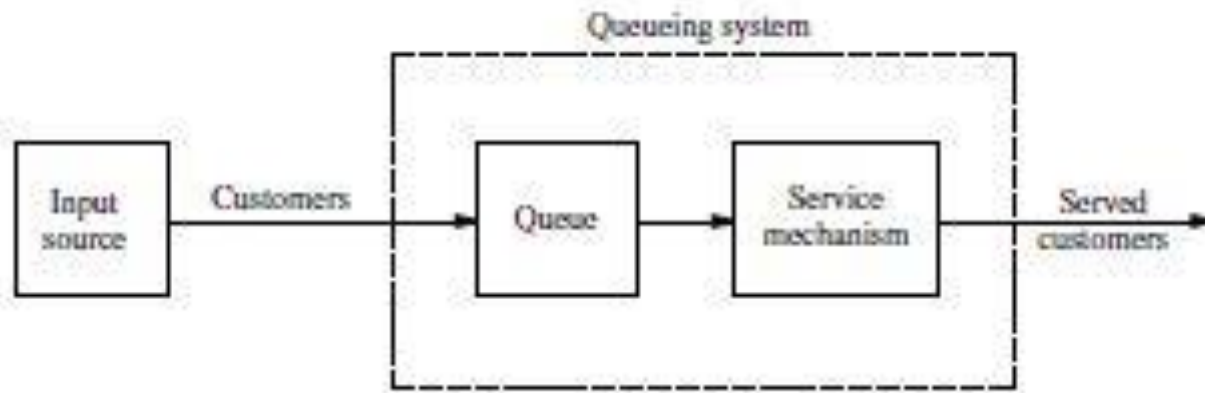 Queueing system
Input
source
Customers
Queue
Service
mechanism
Served
customers